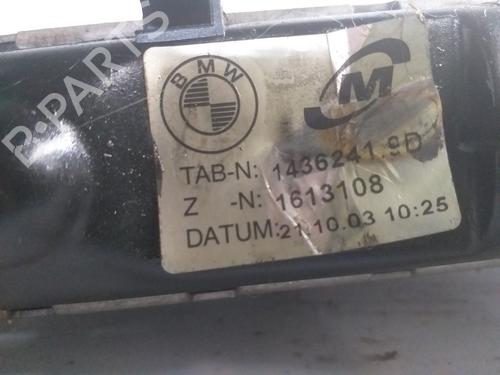 BMW
M
TAB-N: 1436241.9D
Z -N: 1613108
DATUM: 21.10.03 10:25
B-PARTS